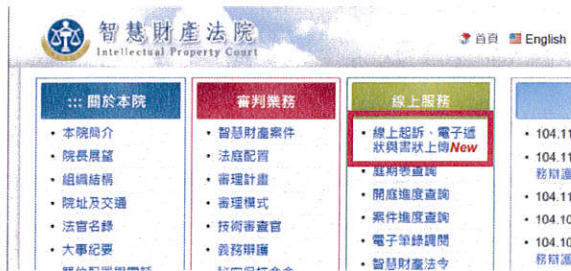 智慧財產法院
Intellectual Property Court
首頁 English
::: 關於本院
審判業務
線上服務
• 本院簡介
• 院長展望
• 組織結構
• 院址及交通
• 法官名錄
• 大事紀要
• 智慧財產案件
• 法庭配置
• 審理計畫
• 審理模式
• 技術審查官
• 義務辯護
• 線上起訴、電子遞
狀與書狀上傳New
• 庭期表查詢
• 開庭進度查詢
• 案件進度查詢
• 電子筆錄調閱
• 智慧財產法令
• 104.11
• 104.11
務辯護
• 104.11
• 104.10
• 104.10
務辯護